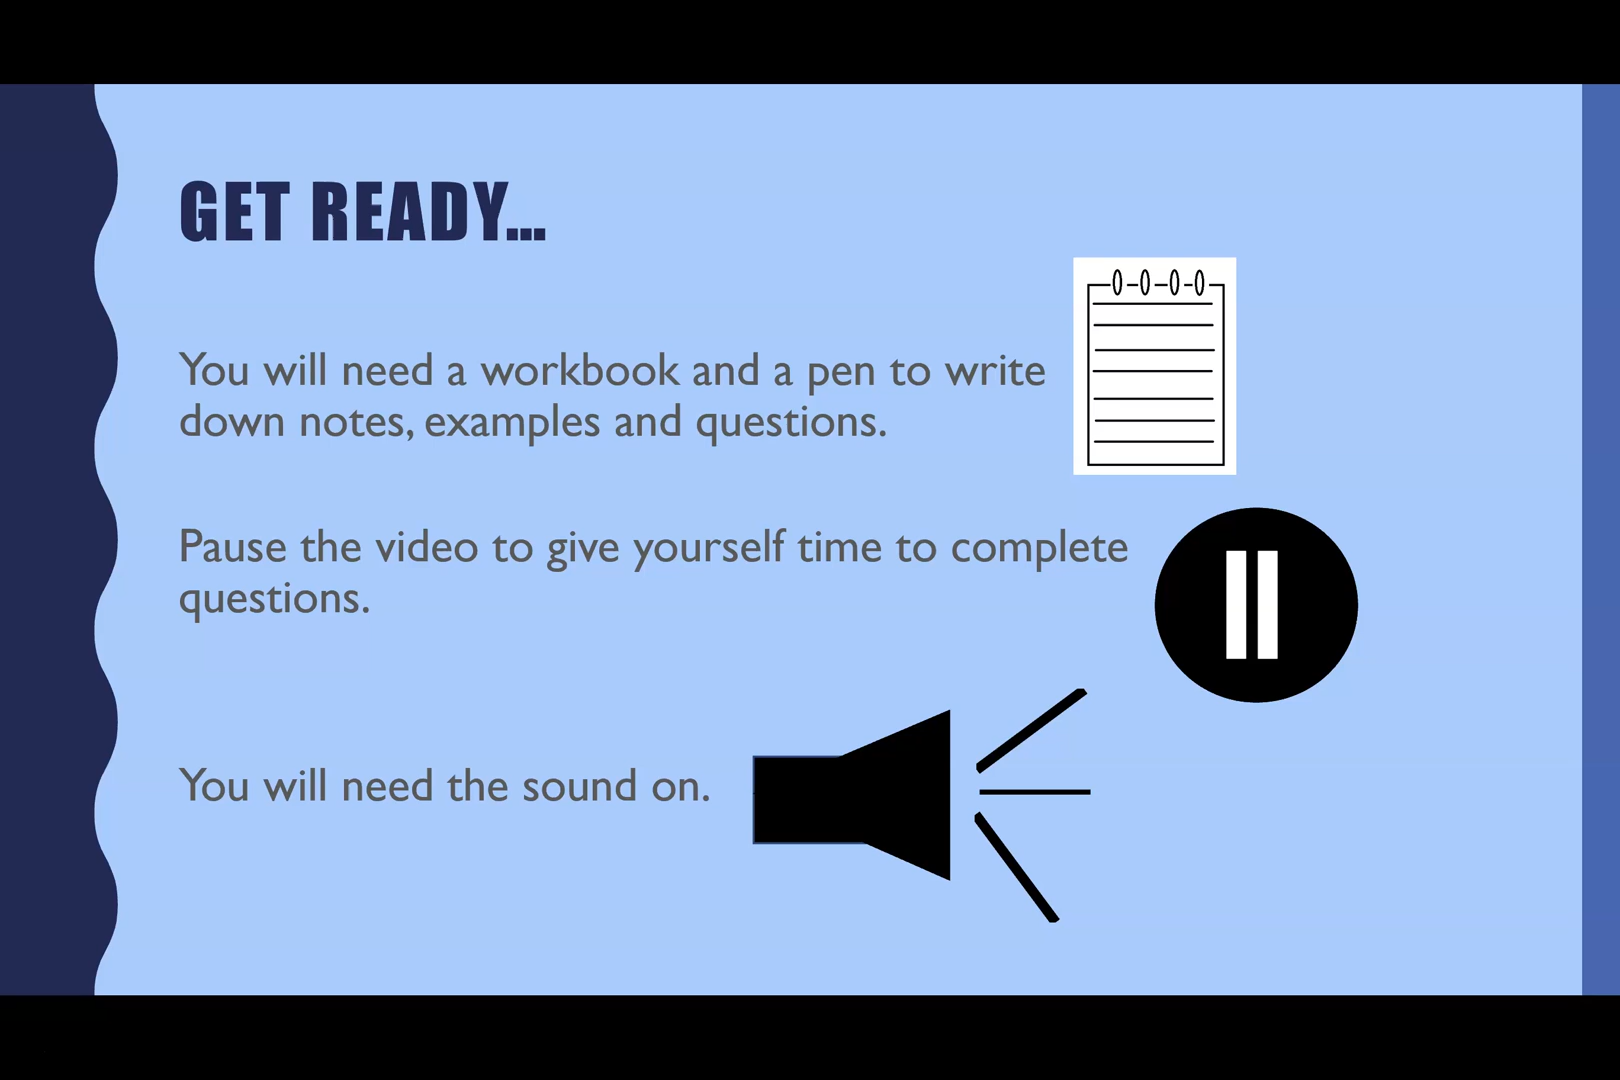 GET READY...
You will need a workbook and a pen to write
down notes, examples and questions.
Pause the video to give yourself time to complete
questions.
You will need the sound on.